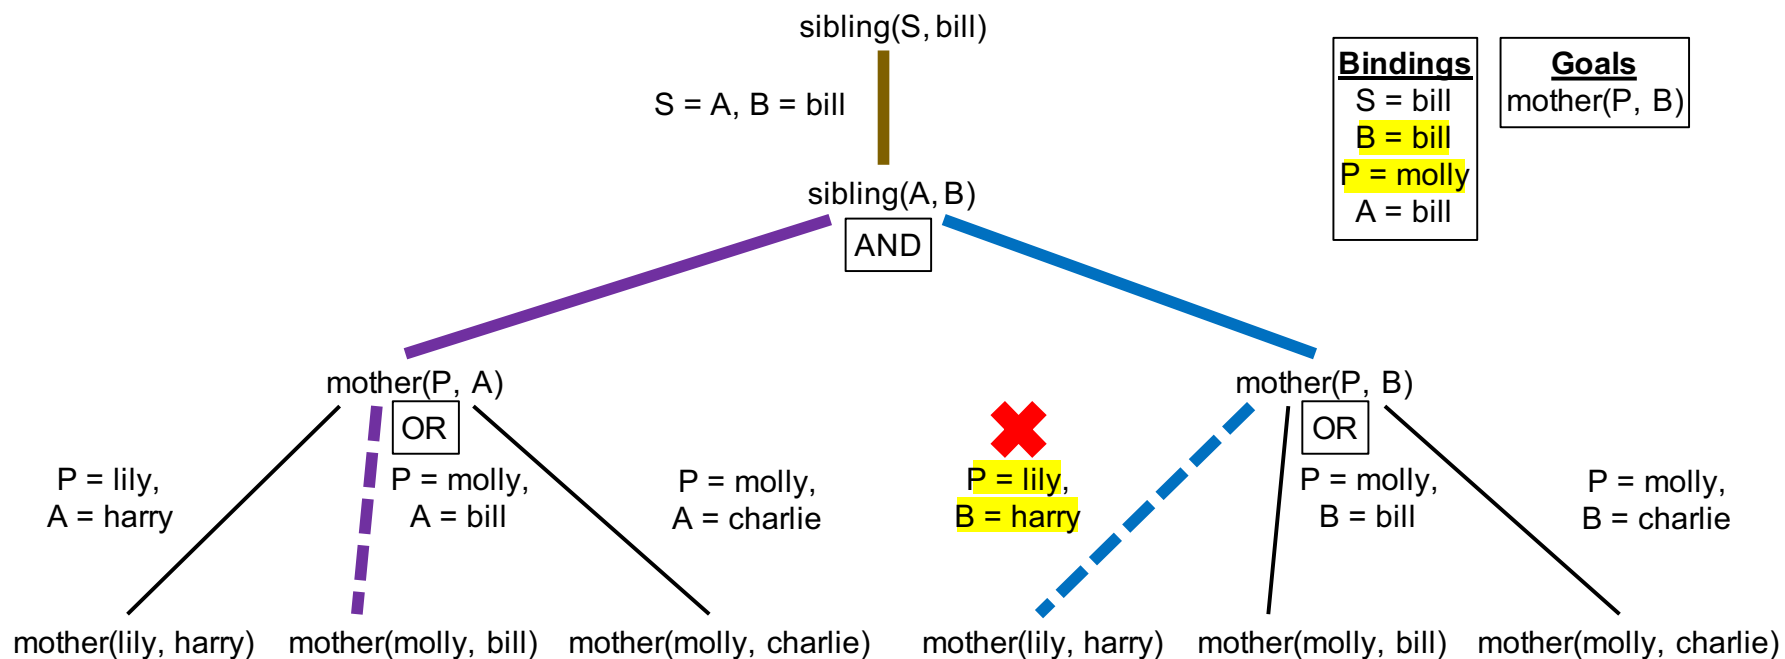 sibling(S, bill)
S = A, B = bill
Bindings
S = bill
B = bill
P = molly
A = bill
Goals
mother(P, B)
sibling(A, B)
AND
mother(P, A)
OR
P = lily,
A = harry
P = molly,
A = bill
P = molly,
A = charlie
mother(P, B)
OR
P = lily,
B = harry
P = molly,
B = bill
P = molly,
B = charlie
mother(lily, harry)
mother(molly, bill)
mother(molly, charlie)
mother(lily, harry)
mother(molly, bill)
mother(molly, charlie)